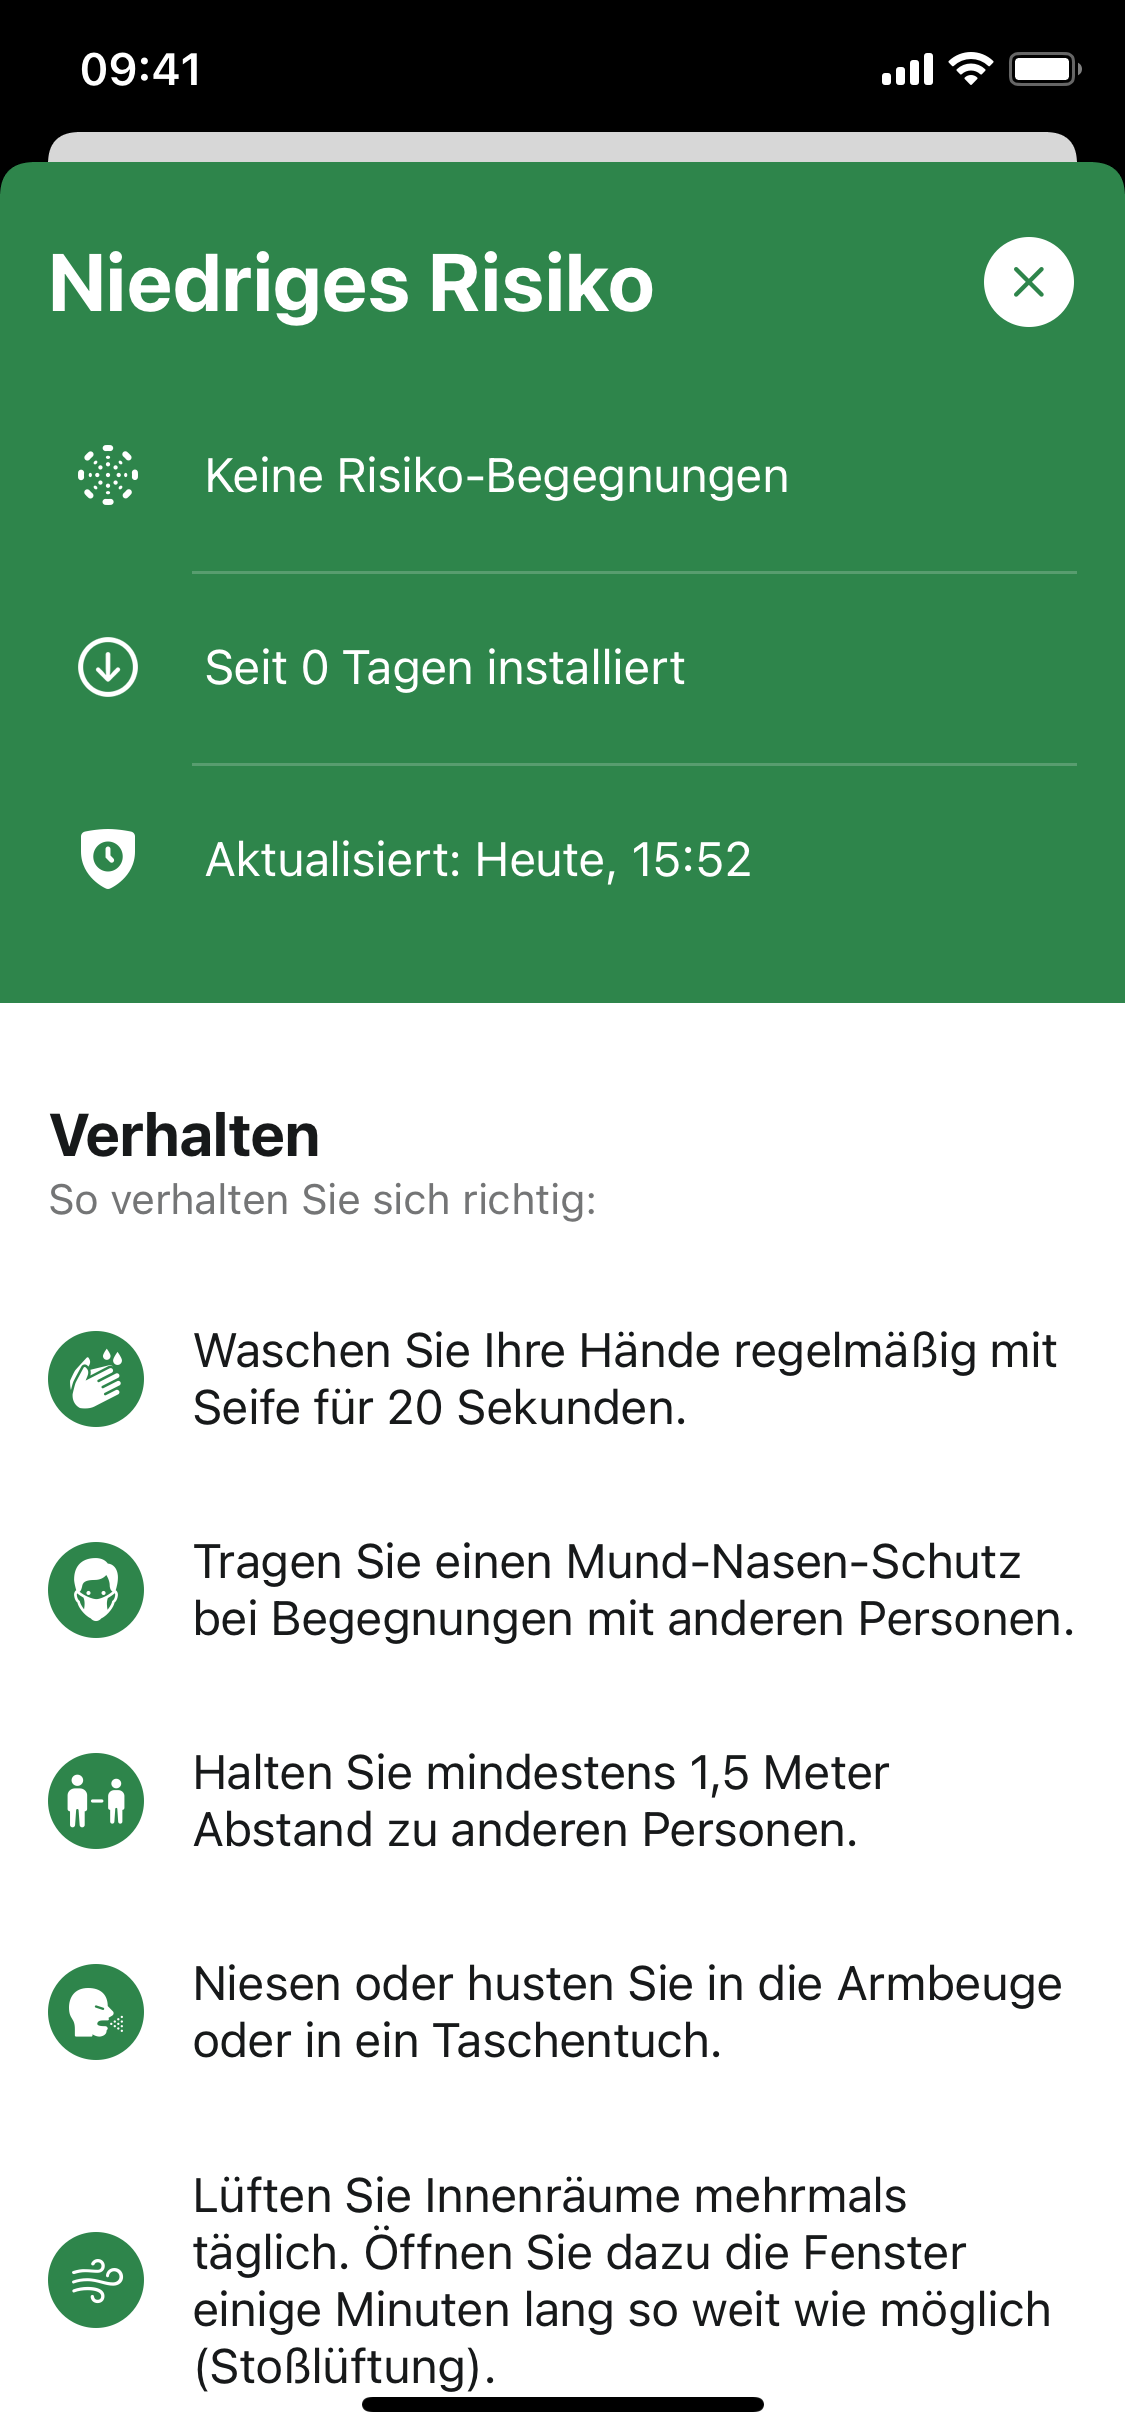 09:41
Niedriges Risiko
Keine Risiko-Begegnungen
Seit 0 Tagen installiert
Aktualisiert: Heute, 15:52
Verhalten
So verhalten Sie sich richtig:
Waschen Sie Ihre Hände regelmäßig mit
Seife für 20 Sekunden.
Tragen Sie einen Mund-Nasen-Schutz
bei Begegnungen mit anderen Personen.
Halten Sie mindestens 1,5 Meter
Abstand zu anderen Personen.
Niesen oder husten Sie in die Armbeuge
oder in ein Taschentuch.
Lüften Sie Innenräume mehrmals
täglich. Öffnen Sie dazu die Fenster
einige Minuten lang so weit wie möglich
(Stoßlüftung).